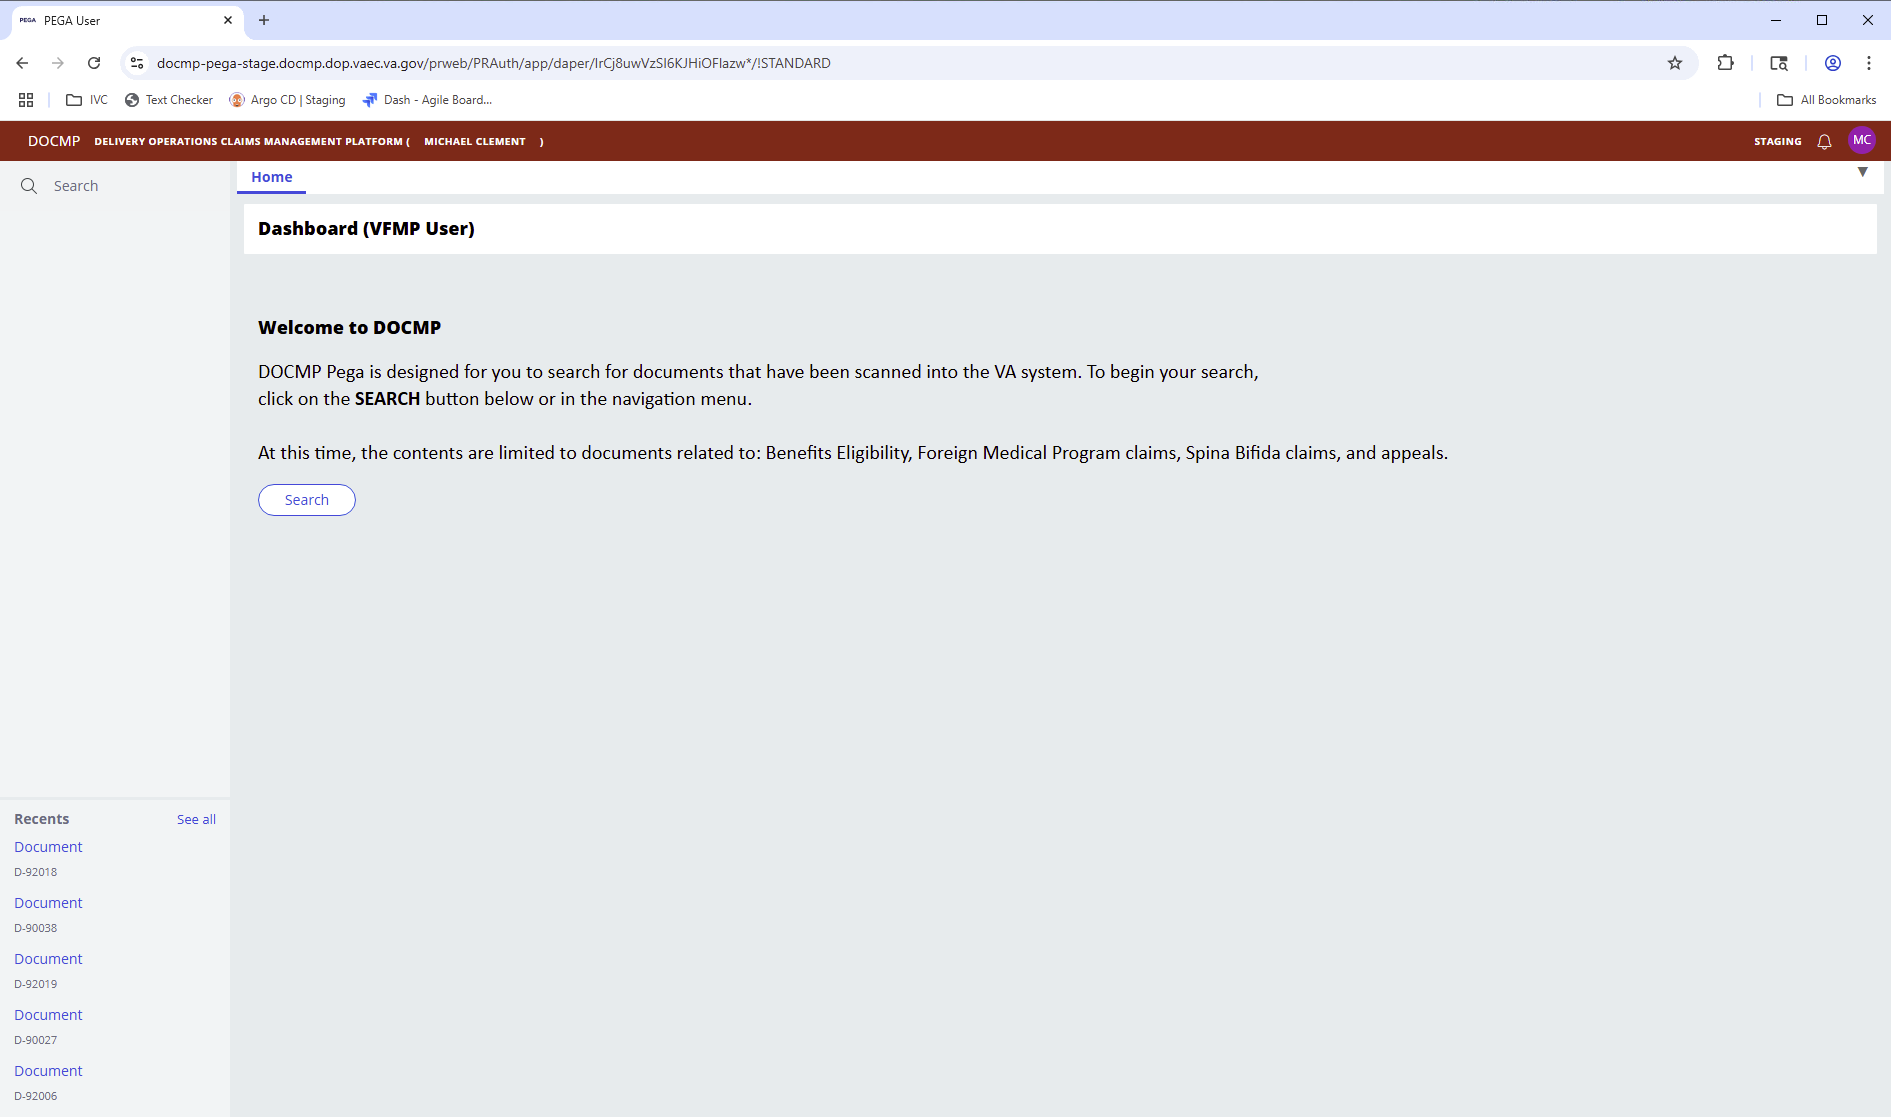 PEGA PEGA User
docmp-pega-stage.docmp.dop.vaec.va.gov/prweb/PRAuth/app/daper/
IVC Text Checker Argo CD | Staging Dash - Agile Board... All Bookmarks
DOCMP DELIVERY OPERATIONS CLAIMS MANAGEMENT PLATFORM ( MICHAEL CLEMENT ) STAGING MC
Search
Home
Dashboard (VFMP User)
Welcome to DOCMP
DOCMP Pega is designed for you to search for documents that have been scanned into the VA system. To begin your search,
click on the SEARCH button below or in the navigation menu.
At this time, the contents are limited to documents related to: Benefits Eligibility, Foreign Medical Program claims, Spina Bifida claims, and appeals.
Search
Recents See all
Document
D-92018
Document
D-90038
Document
D-92019
Document
D-90027
Document
D-92006